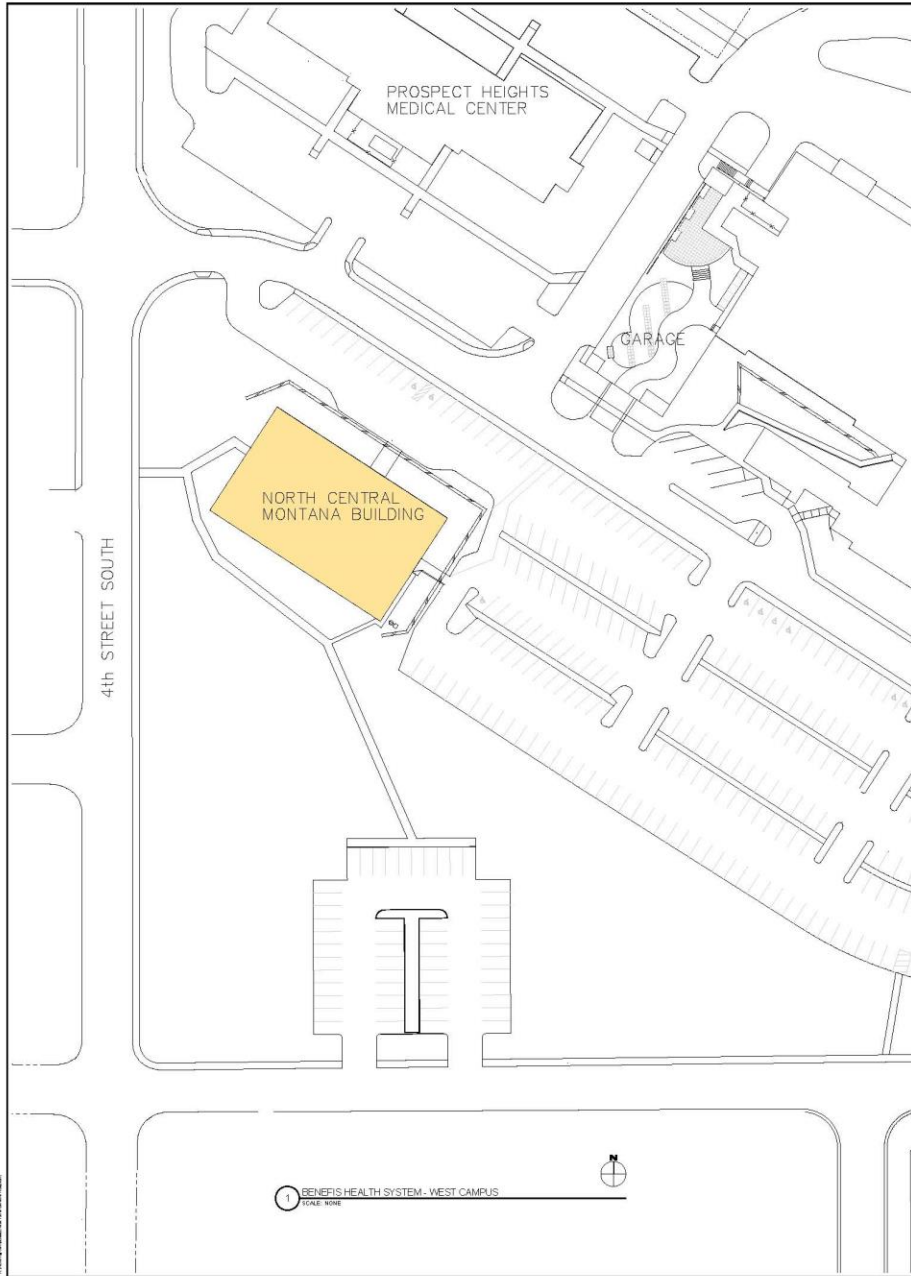 PROSPECT HEIGHTS
MEDICAL CENTER
GARAGE
NORTH CENTRAL
MONTANA BUILDING
4th STREET SOUTH
N
1
BENEFIS HEALTH SYSTEM - WEST CAMPUS
SCALE: NONE